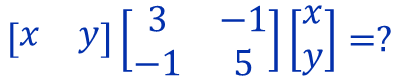 [x y] [3 -1; -1 5] [x; y] =?